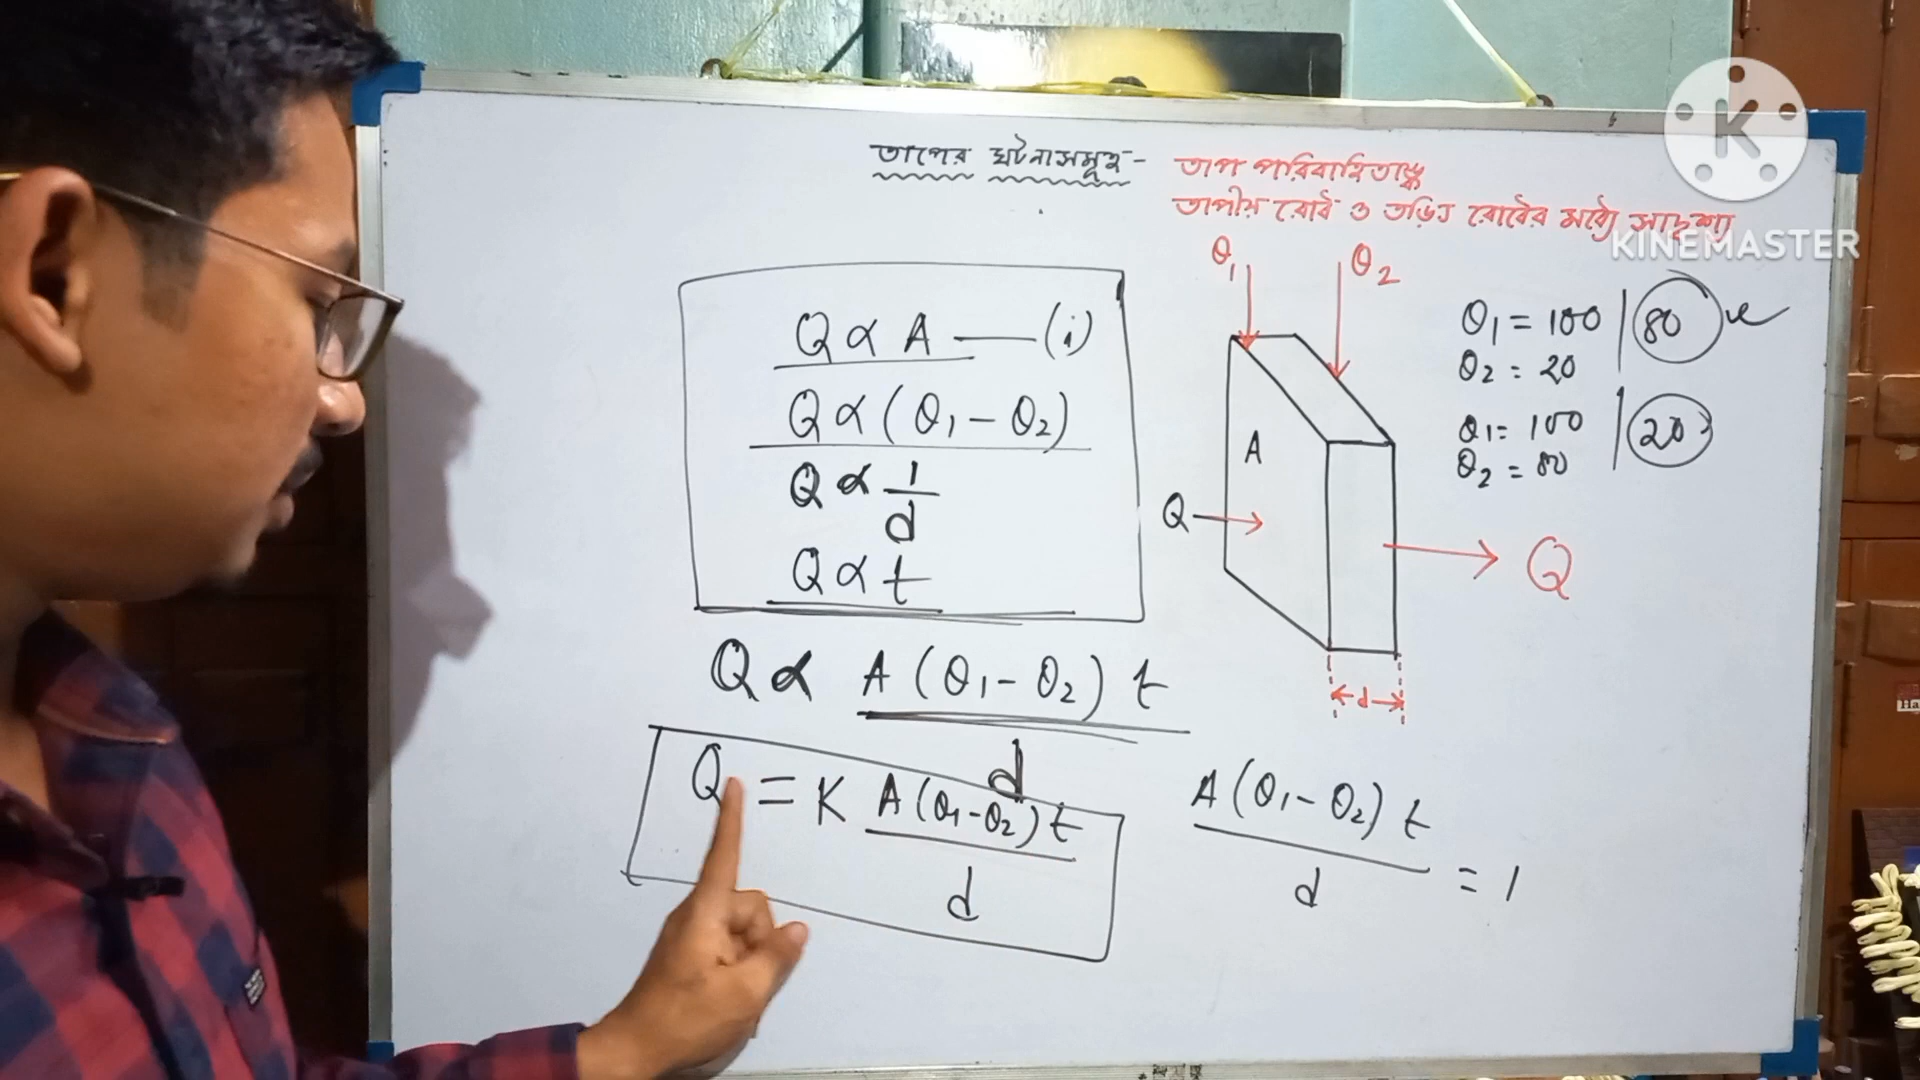 তাপের ঘটনাসমূহ - তাপ পরিবাহিতাঙ্ক
তাপীয় রোধ ও তড়িৎ রোধের মধ্যে সাদৃশ্য
K
KINEMASTER
Q ∝ A —— (i)
Q ∝ (θ₁ - θ₂)
Q ∝ 1/d
Q ∝ t
Q ∝ A (θ₁ - θ₂) t / d
Q = K A (θ₁ - θ₂) t / d
θ₁ θ₂
A
Q → → Q
d
θ₁ = 100 | 80
θ₂ = 20
θ₁ = 100 | 20
θ₂ = 80
A (θ₁ - θ₂) t / d = 1